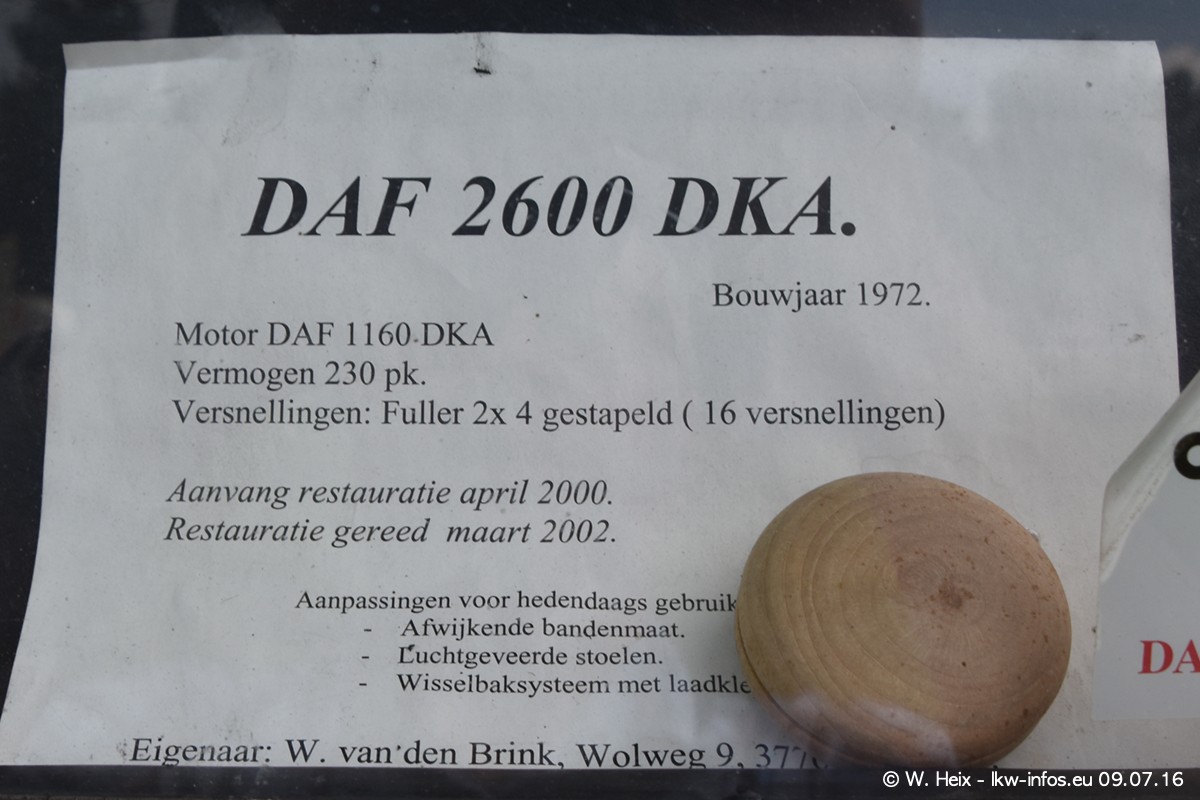 DAF 2600 DKA.
Bouwjaar 1972.
Motor DAF 1160 DKA
Vermogen 230 pk.
Versnellingen: Fuller 2x 4 gestapeld ( 16 versnellingen)
Aanvang restauratie april 2000.
Restauratie gereed maart 2002.
Aanpassingen voor hedendaags gebruik
- Afwijkende bandenmaat.
- Luchtgeveerde stoelen.
- Wisselbaksysteem met
Eigenaar: W. van den Brink, Wolweg 9,
DA
© W. Heix - lkw-infos.eu 09.07.16